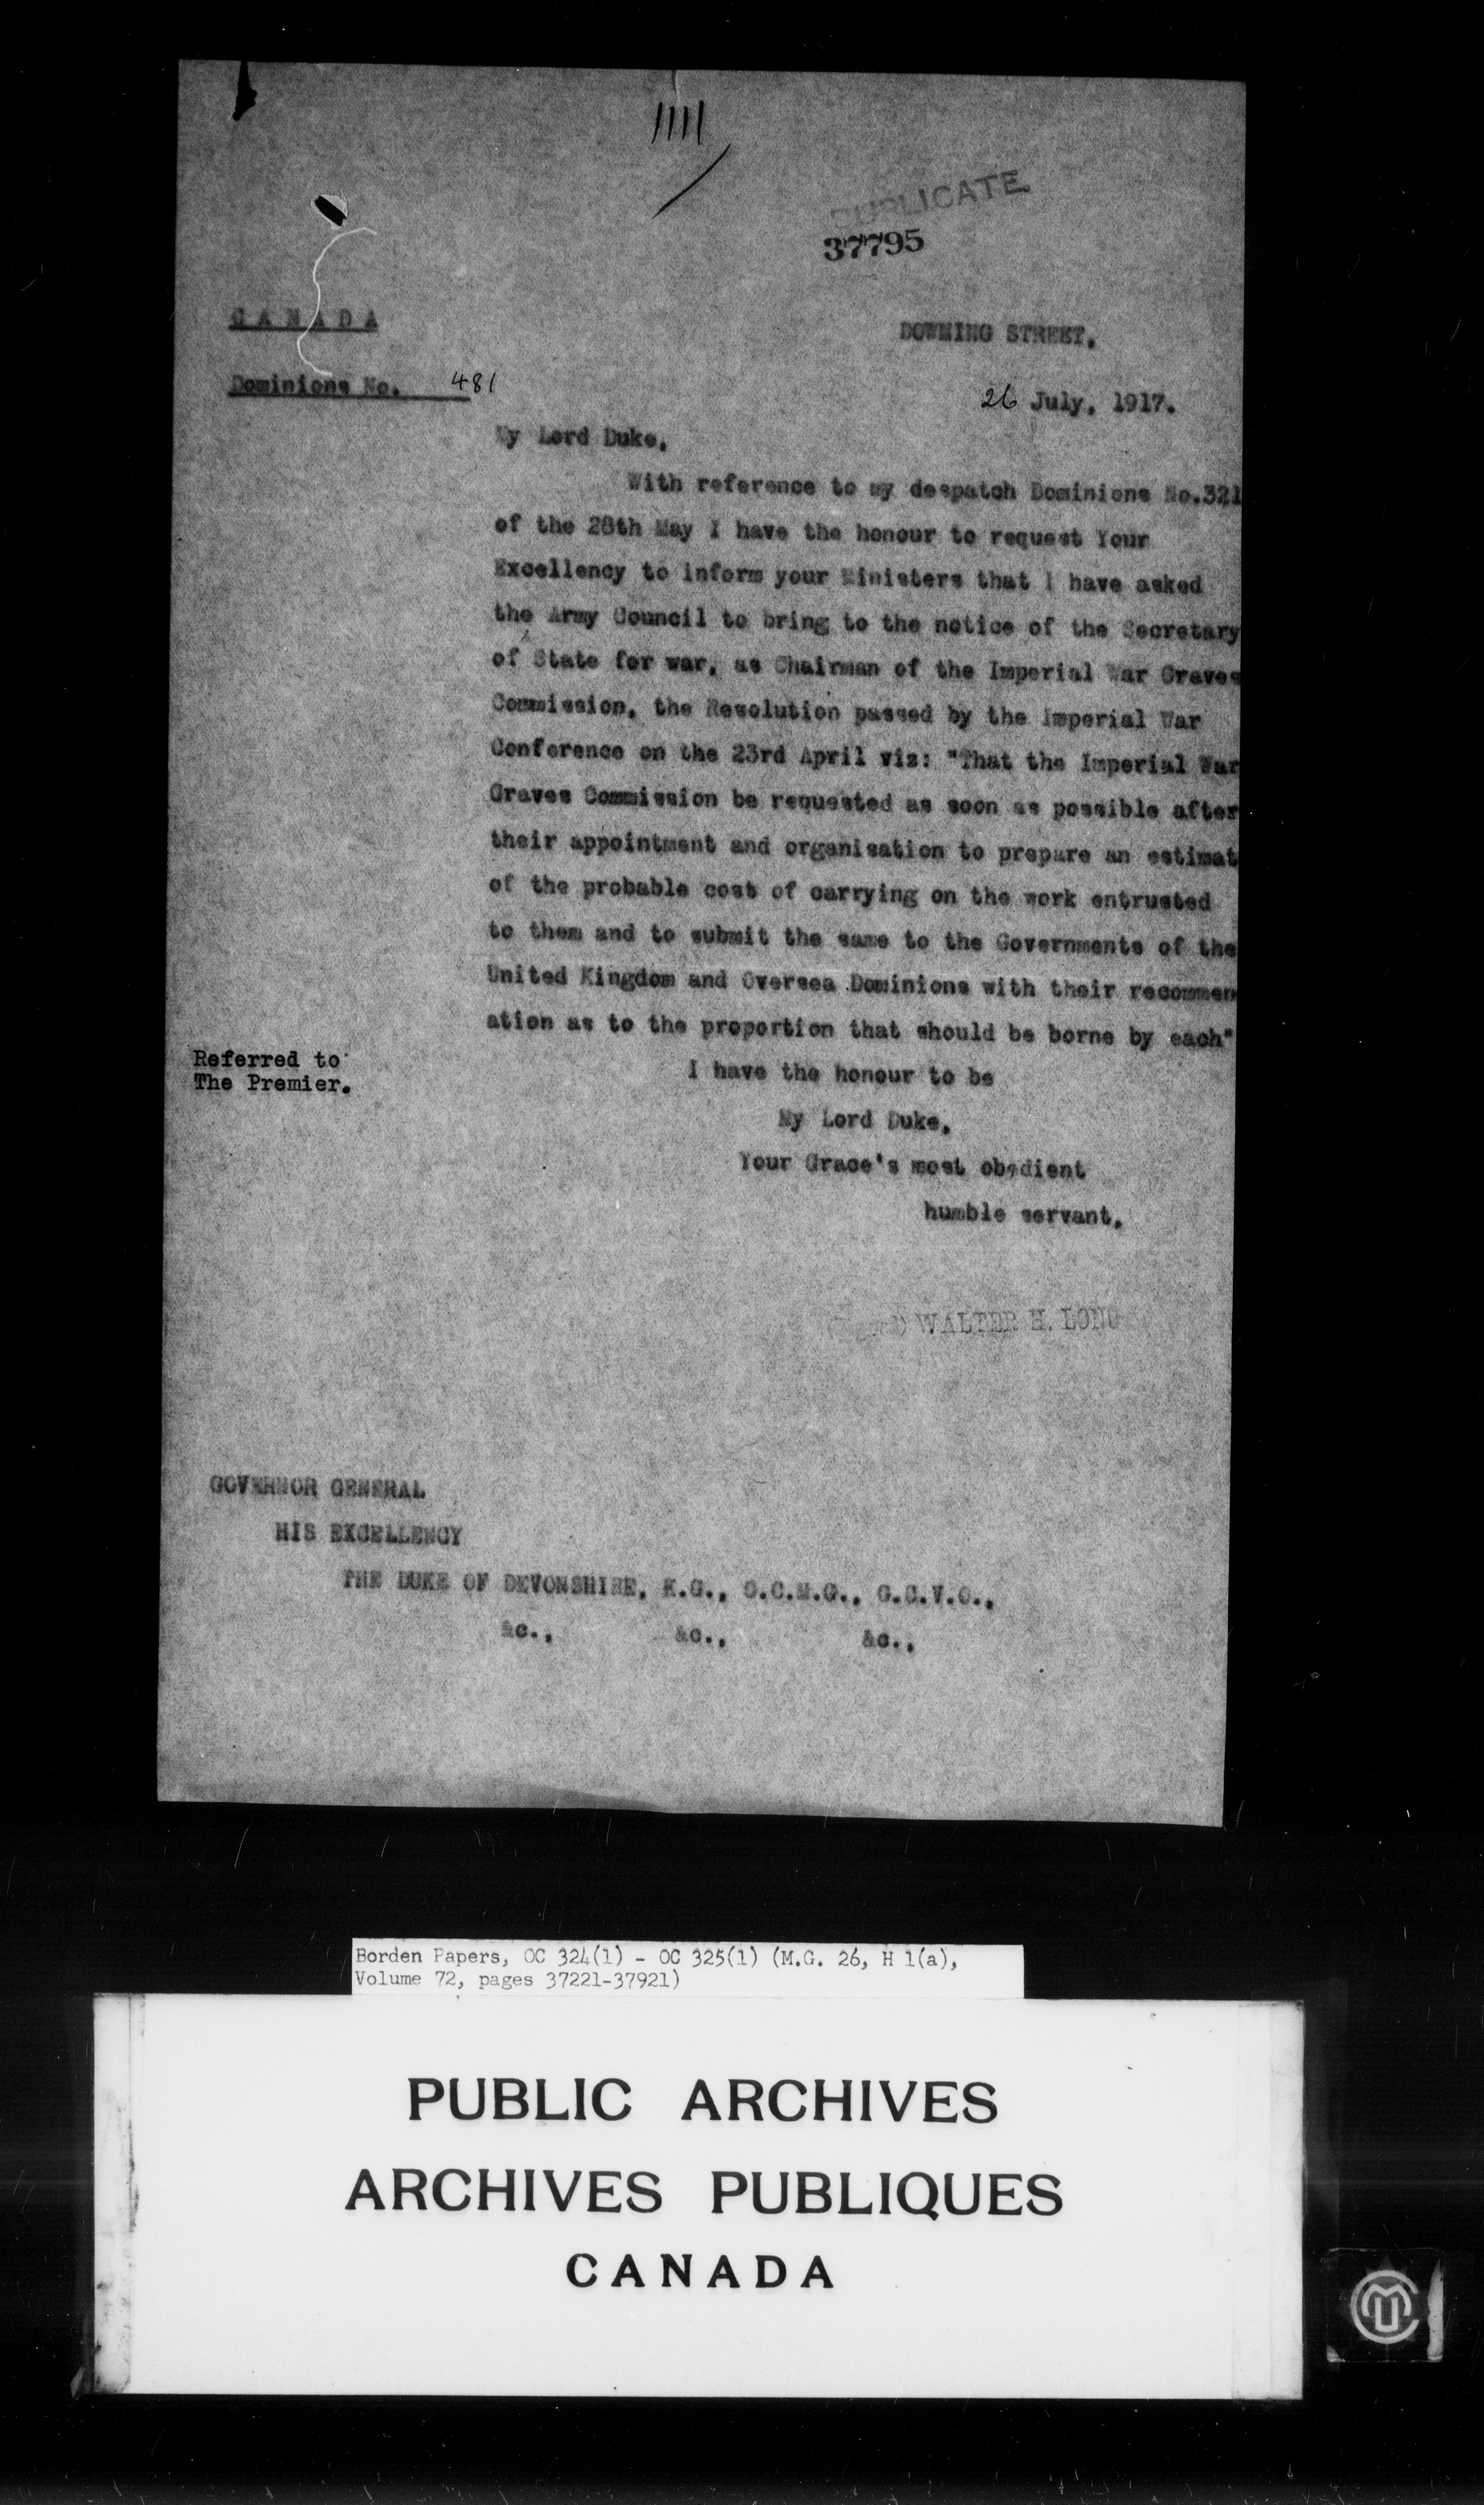 1111
DUPLICATE
37795
CANADA
DOWNING STREET,
Dominions No. 481
26 July, 1917.
My Lord Duke,
With reference to my despatch Dominions No.321
of the 28th May I have the honour to request Your
Excellency to inform your Ministers that I have asked
the Army Council to bring to the notice of the Secretary
of State for war, as Chairman of the Imperial War Graves
Commission, the Resolution passed by the Imperial War
Conference on the 23rd April viz: "That the Imperial War
Graves Commission be requested as soon as possible after
their appointment and organisation to prepare an estimat
of the probable cost of carrying on the work entrusted
to them and to submit the same to the Governments of the
United Kingdom and Oversea Dominions with their recommen
ation as to the proportion that should be borne by each"
Referred to
The Premier.
I have the honour to be
My Lord Duke,
Your Grace's most obedient
humble servant,
WALTER H. LONG
GOVERNOR GENERAL
HIS EXCELLENCY
THE DUKE OF DEVONSHIRE, K.G., G.C.M.G., G.C.V.O.,
&c., &c., &c.,
Borden Papers, OC 324(1) - OC 325(1) (M.G. 26, H 1(a),
Volume 72, pages 37221-37921)
PUBLIC ARCHIVES
ARCHIVES PUBLIQUES
CANADA